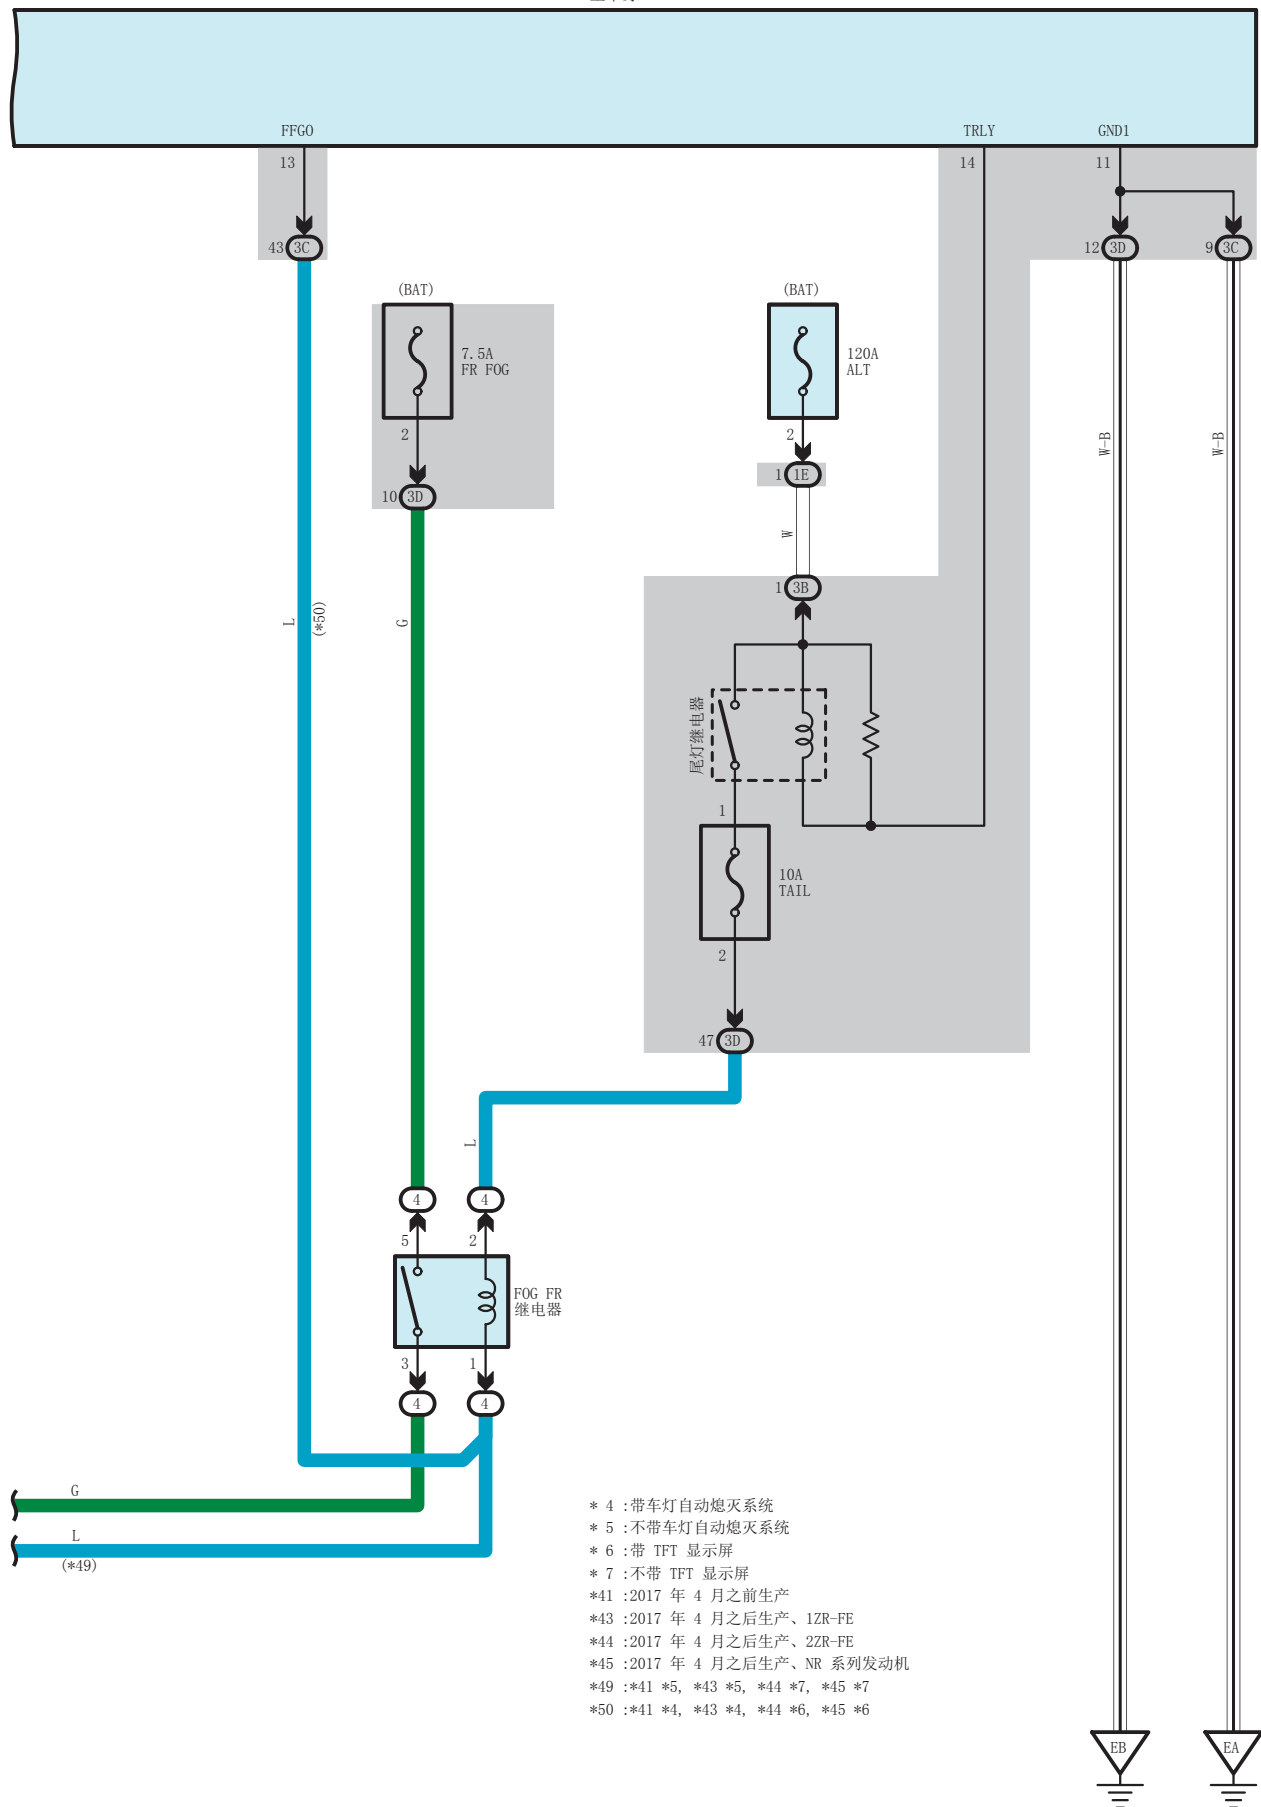 FFGO
TRLY
GND1
13
14
11
43 3C
12 3D
9 3C
(BAT)
(BAT)
7.5A
FR FOG
120A
ALT
2
2
W-B
W-B
1 1E
10 3D
W
1 3B
L
(*50)
G
尾灯继电器
1
10A
TAIL
2
47 3D
L
4
4
5
2
FOG FR
继电器
3
1
4
4
G
L
(*49)
* 4 :带车灯自动熄灭系统
* 5 :不带车灯自动熄灭系统
* 6 :带 TFT 显示屏
* 7 :不带 TFT 显示屏
*41 :2017 年 4 月之前生产
*43 :2017 年 4 月之后生产、1ZR-FE
*44 :2017 年 4 月之后生产、2ZR-FE
*45 :2017 年 4 月之后生产、NR 系列发动机
*49 :*41 *5, *43 *5, *44 *7, *45 *7
*50 :*41 *4, *43 *4, *44 *6, *45 *6
EB
EA